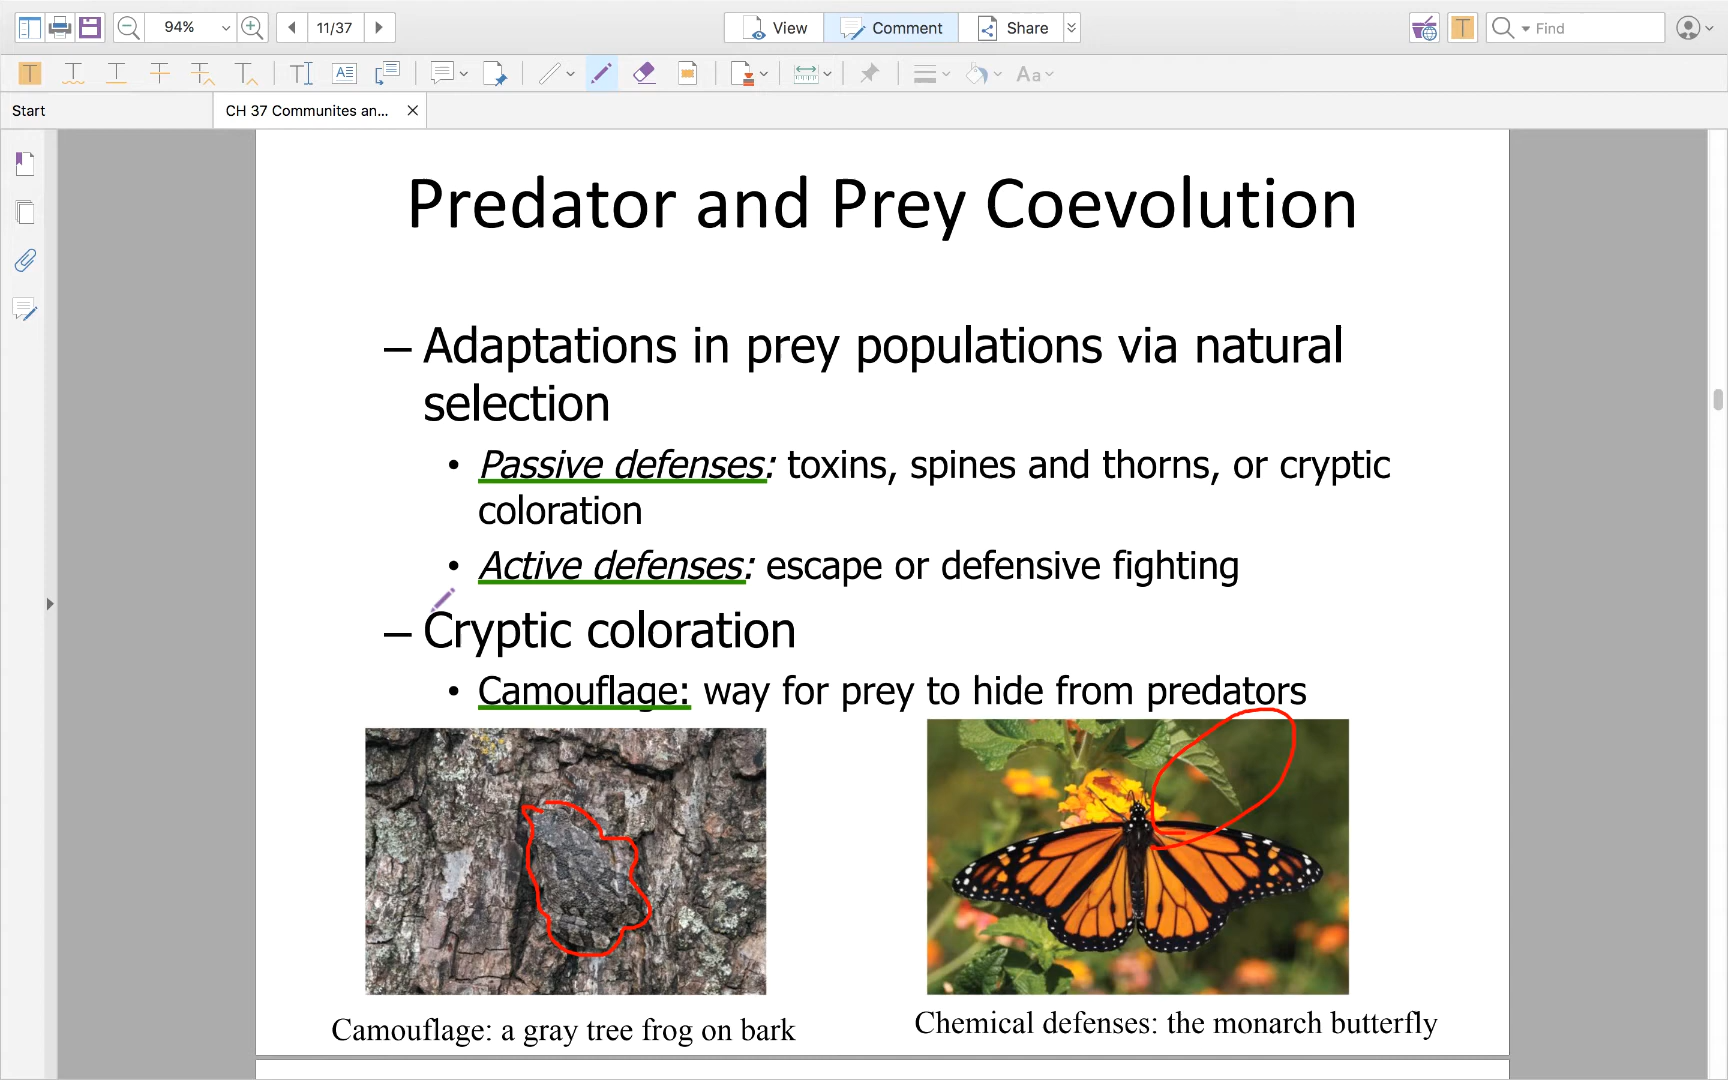 94%
11/37
View
Comment
Share
Find
T
T
T
T
T
T
T
T
Aa
Start
CH 37 Communites an...
Predator and Prey Coevolution
– Adaptations in prey populations via natural
selection
• Passive defenses: toxins, spines and thorns, or cryptic
coloration
• Active defenses: escape or defensive fighting
– Cryptic coloration
• Camouflage: way for prey to hide from predators
Camouflage: a gray tree frog on bark
Chemical defenses: the monarch butterfly